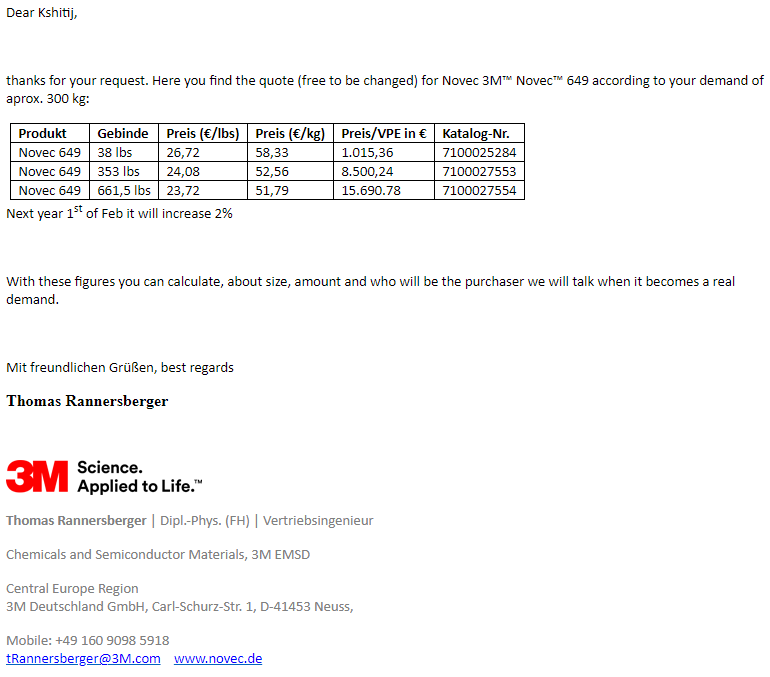 Dear Kshitij,
thanks for your request. Here you find the quote (free to be changed) for Novec 3M™ Novec™ 649 according to your demand of
aprox. 300 kg:
Produkt Gebinde Preis (€/lbs) Preis (€/kg) Preis/VPE in € Katalog-Nr.
Novec 649 38 lbs 26,72 58,33 1.015,36 7100025284
Novec 649 353 lbs 24,08 52,56 8.500,24 7100027553
Novec 649 661,5 lbs 23,72 51,79 15.690.78 7100027554
Next year 1st of Feb it will increase 2%
With these figures you can calculate, about size, amount and who will be the purchaser we will talk when it becomes a real
demand.
Mit freundlichen Grüßen, best regards
Thomas Rannersberger
3M Science.
Applied to Life.™
Thomas Rannersberger | Dipl.-Phys. (FH) | Vertriebsingenieur
Chemicals and Semiconductor Materials, 3M EMSD
Central Europe Region
3M Deutschland GmbH, Carl-Schurz-Str. 1, D-41453 Neuss,
Mobile: +49 160 9098 5918
tRannersberger@3M.com www.novec.de